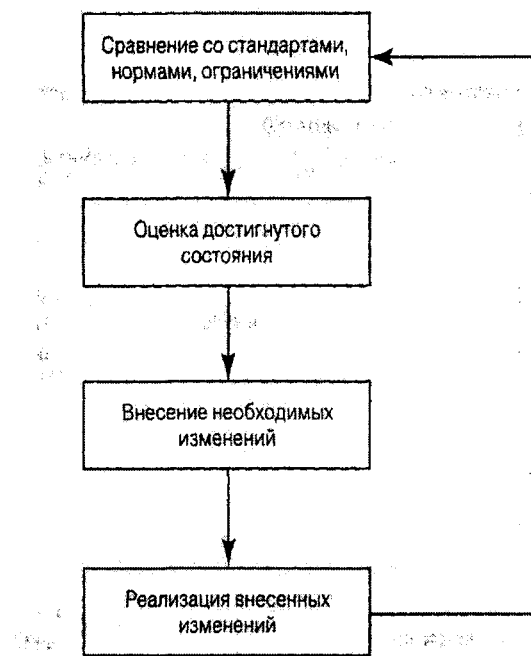 Сравнение со стандартами,
нормами, ограничениями
Оценка достигнутого
состояния
Внесение необходимых
изменений
Реализация внесенных
изменений